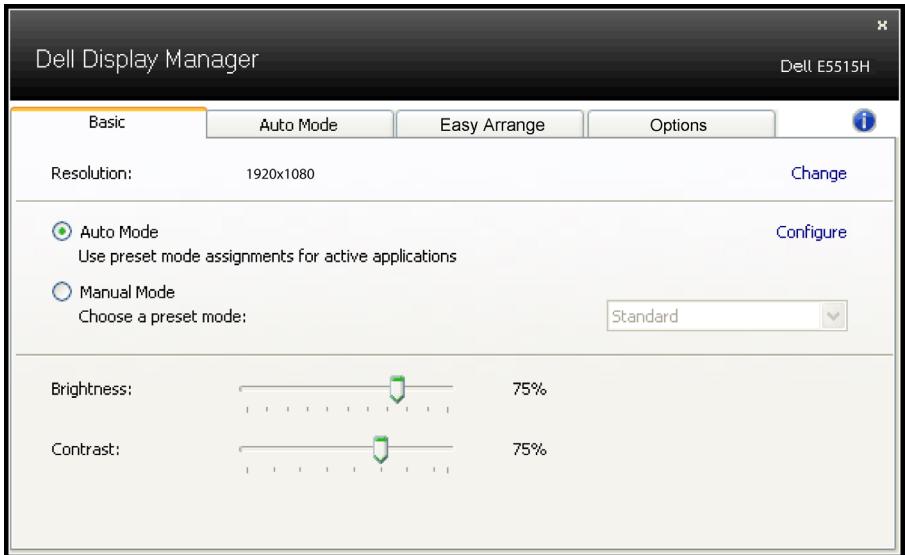 Dell Display Manager
Dell E5515H
Basic
Auto Mode
Easy Arrange
Options
Resolution:
1920x1080
Change
Auto Mode
Configure
Use preset mode assignments for active applications
Manual Mode
Choose a preset mode:
Standard
Brightness:
75%
Contrast:
75%